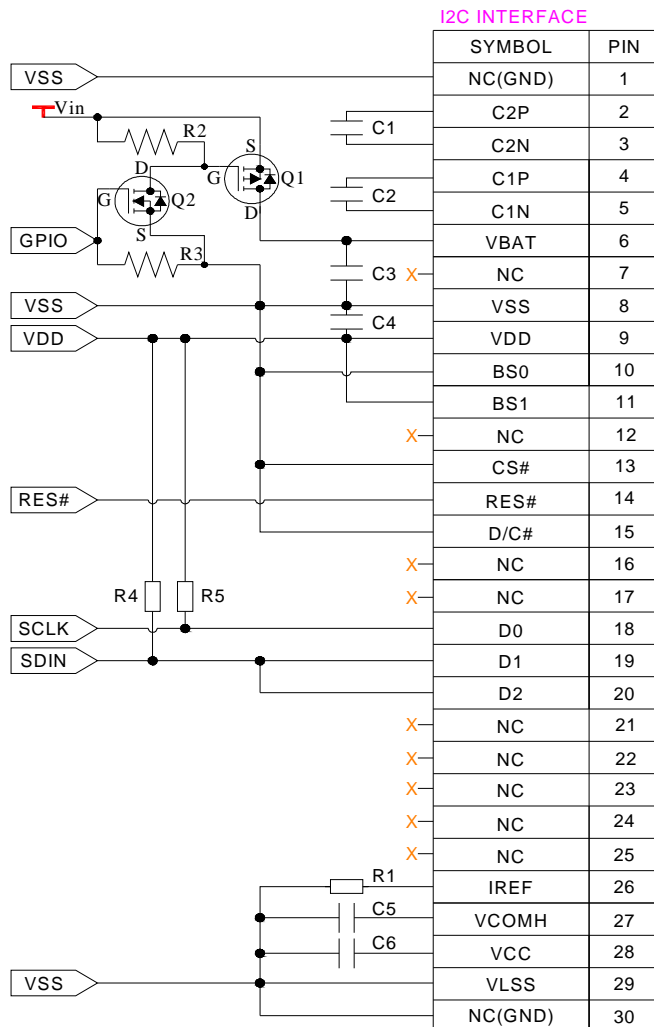 I2C INTERFACE
SYMBOL PIN
VSS NC(GND) 1
Vin C2P 2
R2 C1 C2N 3
S
D C1P 4
G Q1
G Q2 C2 C1N 5
D
S
GPIO VBAT 6
R3 C3 X NC 7
VSS VSS 8
C4
VDD VDD 9
BS0 10
BS1 11
X NC 12
CS# 13
RES# RES# 14
D/C# 15
X NC 16
R4 R5 X NC 17
SCLK D0 18
SDIN D1 19
D2 20
X NC 21
X NC 22
X NC 23
X NC 24
X NC 25
R1 IREF 26
C5 VCOMH 27
C6 VCC 28
VSS VLSS 29
NC(GND) 30